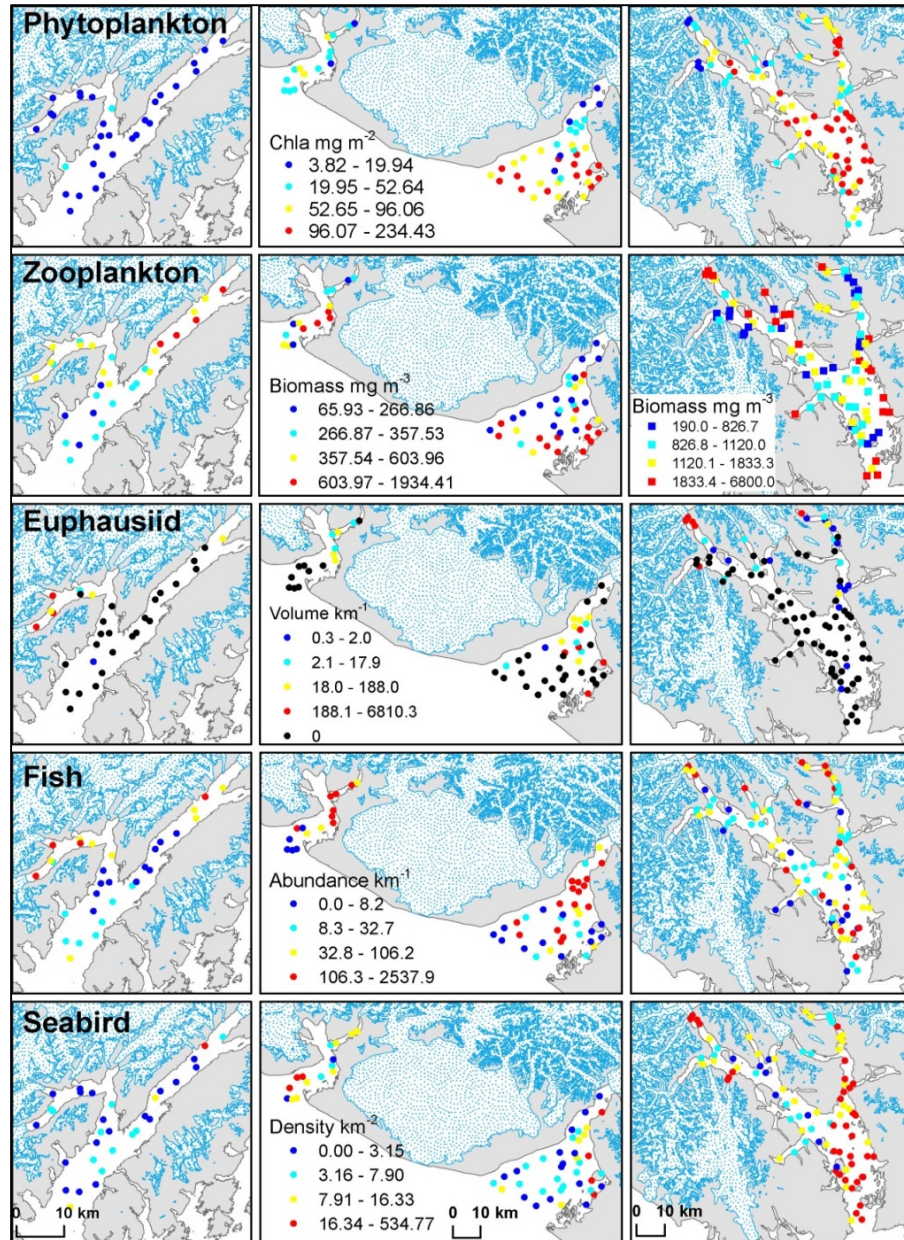 Phytoplankton
Chla mg m⁻²
3.82 - 19.94
19.95 - 52.64
52.65 - 96.06
96.07 - 234.43
Zooplankton
Biomass mg m⁻³
65.93 - 266.86
266.87 - 357.53
357.54 - 603.96
603.97 - 1934.41
Biomass mg m⁻³
190.0 - 826.7
826.8 - 1120.0
1120.1 - 1833.3
1833.4 - 6800.0
Euphausiid
Volume km⁻¹
0.3 - 2.0
2.1 - 17.9
18.0 - 188.0
188.1 - 6810.3
0
Fish
Abundance km⁻¹
0.0 - 8.2
8.3 - 32.7
32.8 - 106.2
106.3 - 2537.9
Seabird
Density km⁻²
0.00 - 3.15
3.16 - 7.90
7.91 - 16.33
16.34 - 534.77
0 10 km
0 10 km
0 10 km